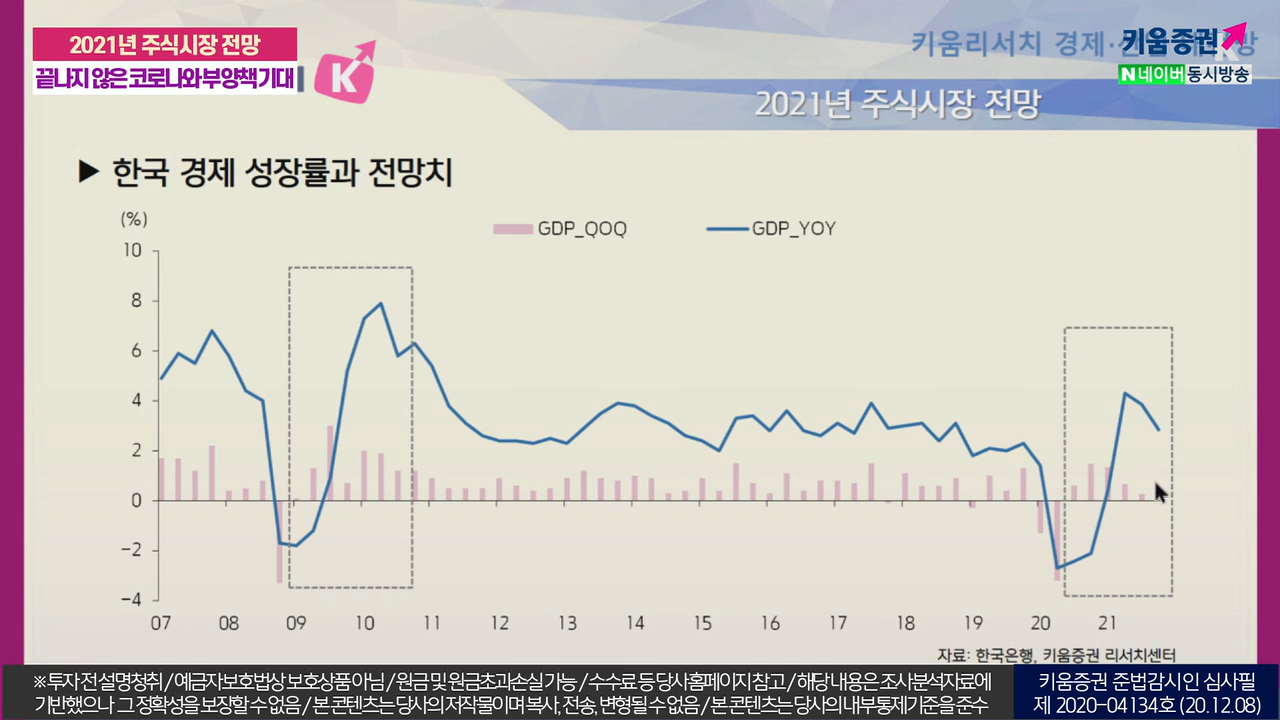 2021년 주식시장 전망
끝나지 않은 코로나와 부양책 기대
K
키움리서치 경제·
키움증권
N 네이버 동시방송
2021년 주식시장 전망
▶ 한국 경제 성장률과 전망치
(%)
GDP_QOQ GDP_YOY
10
8
6
4
2
0
-2
-4
07 08 09 10 11 12 13 14 15 16 17 18 19 20 21
자료: 한국은행, 키움증권 리서치센터
※ 투자 전 설명청취 / 예금자보호법상 보호상품 아님 / 원금 및 원금초과손실 가능 / 수수료 등 당사홈페이지 참고 / 해당 내용은 조사분석자료에
기반했으나 그 정확성을 보장할 수 없음 / 본 콘텐츠는 당사의 저작물이며 복사, 전송, 변형될 수 없음 / 본 콘텐츠는 당사의 내부통제기준을 준수
키움증권 준법감시인 심사필
제 2020-04134호 (20.12.08)